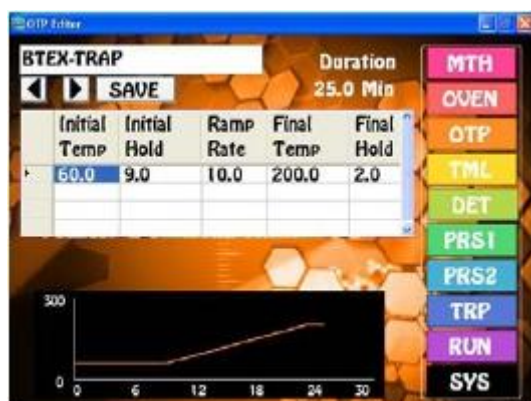 OTP Editor
BTEX-TRAP
Duration
SAVE
25.0 Min
Initial Temp Initial Hold Ramp Rate Final Temp Final Hold
60.0 9.0 10.0 200.0 2.0
MTH
OVEN
OTP
TML
DET
PRS1
PRS2
TRP
RUN
SYS
300
0
0 6 12 18 24 30